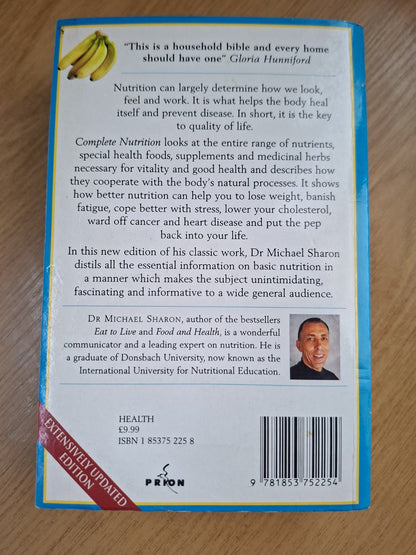 "This is a household bible and every home
should have one" Gloria Hunniford
Nutrition can largely determine how we look,
feel and work. It is what helps the body heal
itself and prevent disease. In short, it is the key
to quality of life.
Complete Nutrition looks at the entire range of nutrients,
special health foods, supplements and medicinal herbs
necessary for vitality and good health and describes how
they cooperate with the body's natural processes. It shows
how better nutrition can help you to lose weight, banish
fatigue, cope better with stress, lower your cholesterol,
ward off cancer and heart disease and put the pep
back into your life.
In this new edition of his classic work, Dr Michael Sharon
distils all the essential information on basic nutrition in
a manner which makes the subject unintimidating,
fascinating and informative to a wide general audience.
DR MICHAEL SHARON, author of the bestsellers
Eat to Live and Food and Health, is a wonderful
communicator and a leading expert on nutrition. He is
a graduate of Donsbach University, now known as the
International University for Nutritional Education.
EXTENSIVELY UPDATED
EDITION
HEALTH
£9.99
ISBN 1 85375 225 8
PRION
9 781853 752254